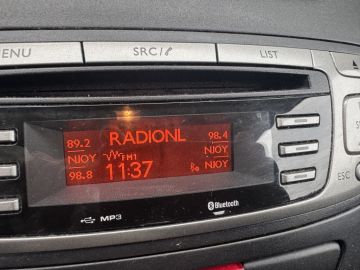 MENU
SRC/
LIST
89.2 RADIONL 98.4
NJOY FM1 NJOY
98.8 11:37 NJOY
ESC
MP3
Bluetooth